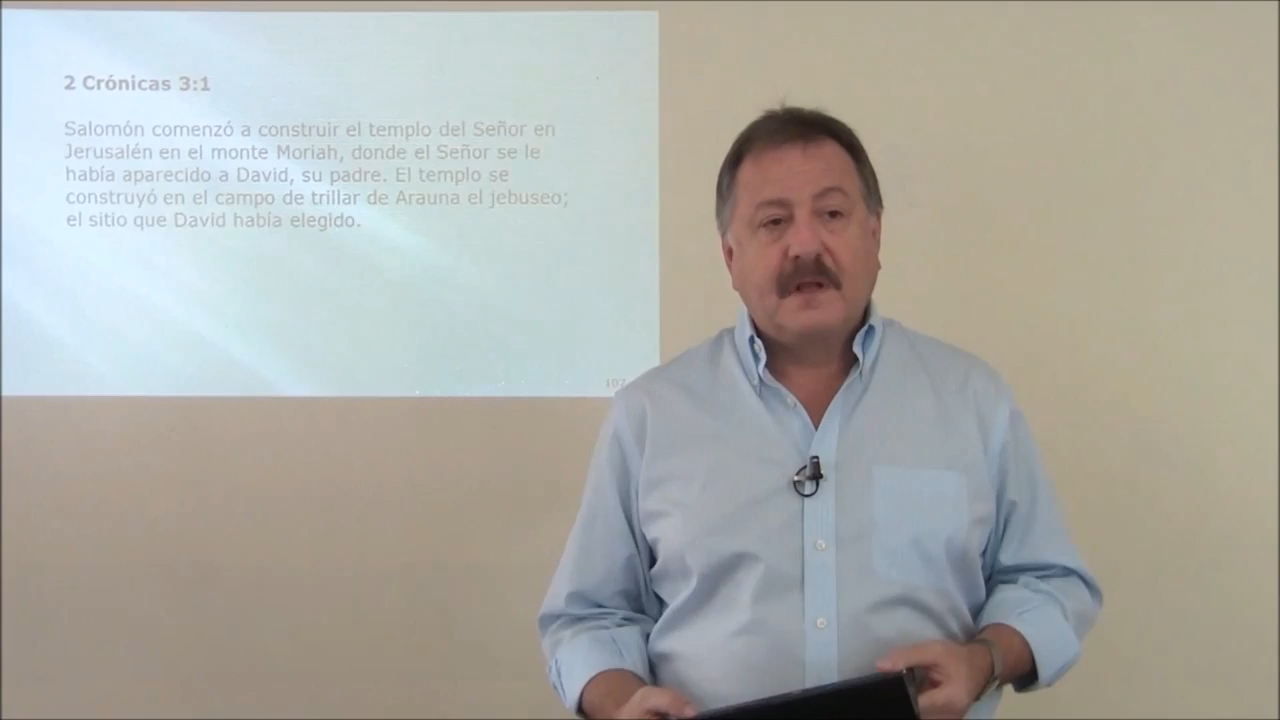 2 Crónicas 3:1
Salomón comenzó a construir el templo del Señor en
Jerusalén en el monte Moriah, donde el Señor se le
había aparecido a David, su padre. El templo se
construyó en el campo de trillar de Arauna el jebuseo;
el sitio que David había elegido.
107